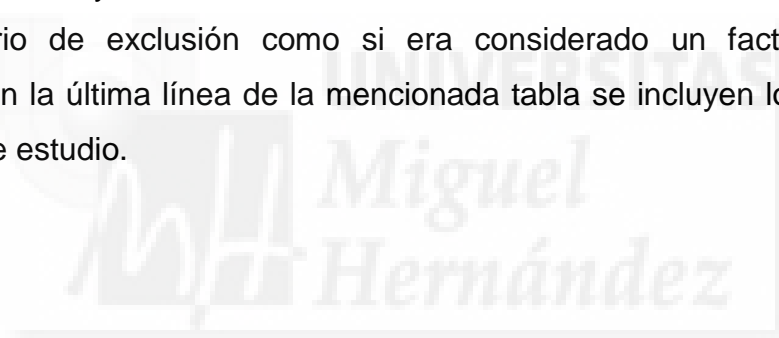 rio de exclusión como si era considerado un fact
n la última línea de la mencionada tabla se incluyen lo
e estudio.
UNIVERSITAS
Miguel
Hernández